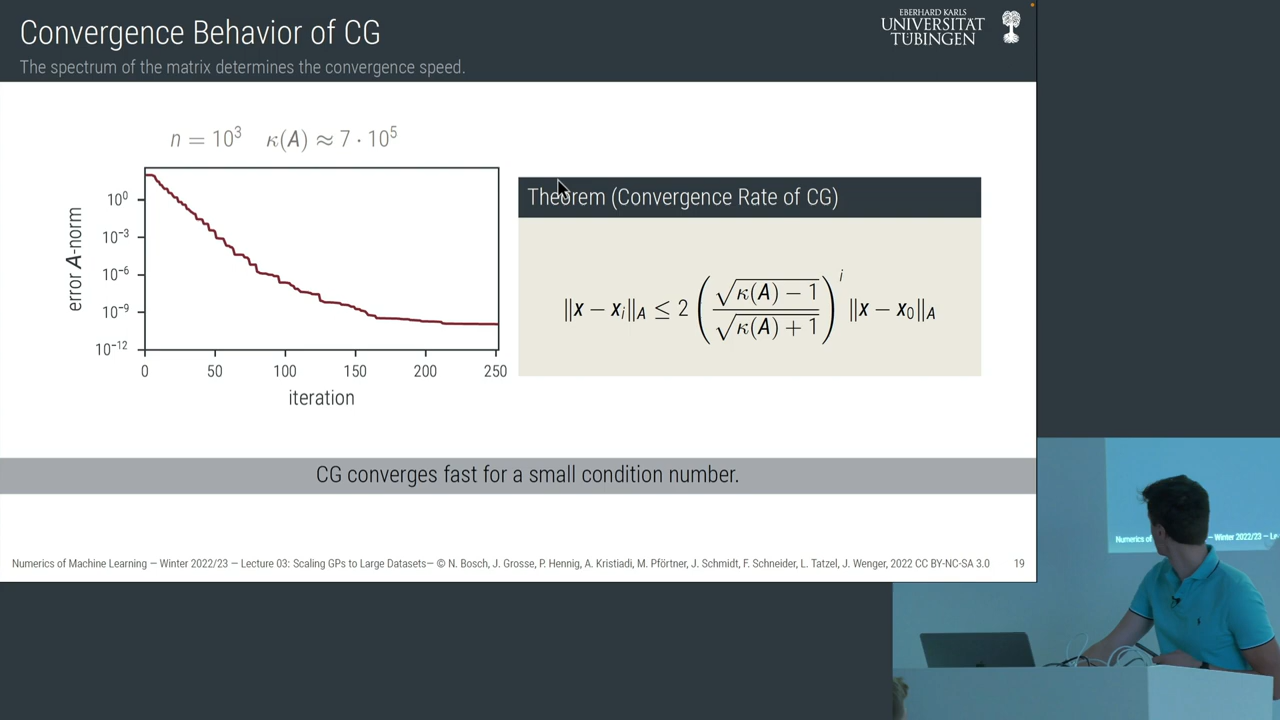 Convergence Behavior of CG
The spectrum of the matrix determines the convergence speed.
EBERHARD KARLS
UNIVERSITÄT
TÜBINGEN
n = 10³ κ(A) ≈ 7 · 10⁵
error A-norm
10⁰
10⁻³
10⁻⁶
10⁻⁹
10⁻¹²
0 50 100 150 200 250
iteration
Theorem (Convergence Rate of CG)
‖x − xᵢ‖_A ≤ 2 (√(κ(A) − 1) / √(κ(A) + 1))^i ‖x − x₀‖_A
CG converges fast for a small condition number.
Numerics of Machine Learning — Winter 2022/23 — Lecture 03: Scaling GPs to Large Datasets— © N. Bosch, J. Grosse, P. Hennig, A. Kristiadi, M. Pförtner, J. Schmidt, F. Schneider, L. Tatzel, J. Wenger, 2022 CC BY-NC-SA 3.0 19
Numerics of